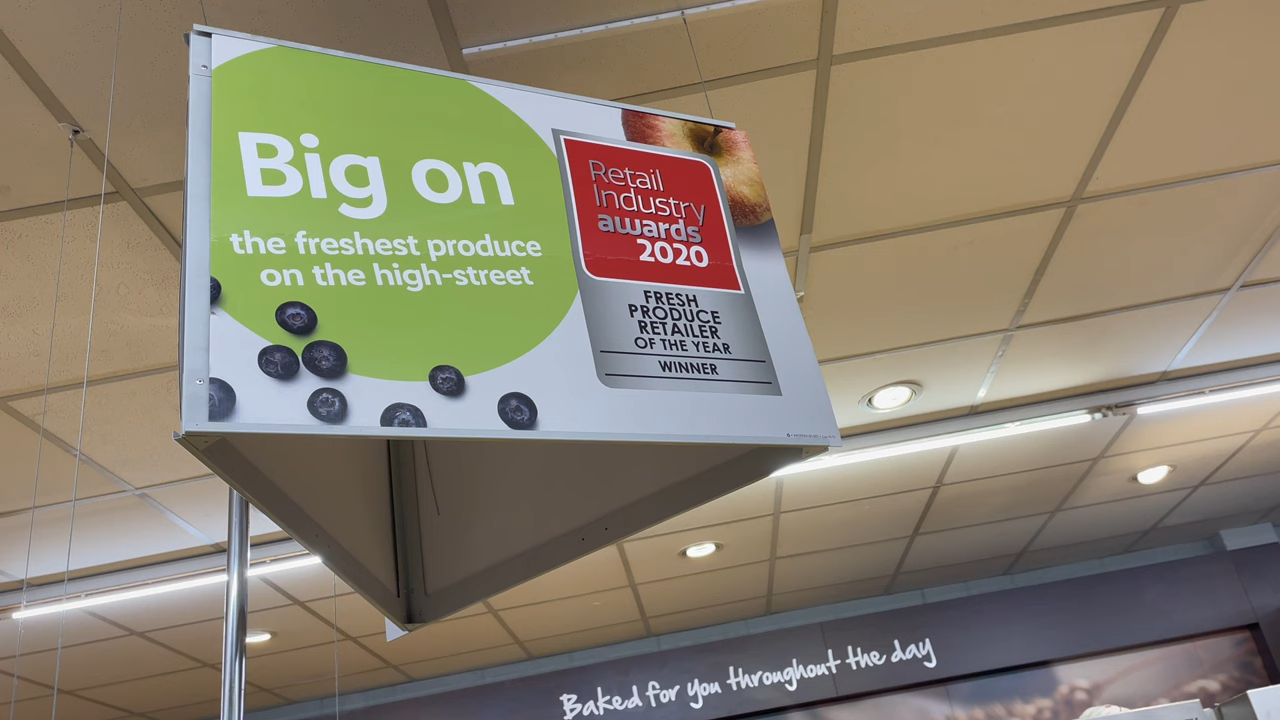 Big on
the freshest produce
on the high-street
Retail
Industry
awards
2020
FRESH
PRODUCE
RETAILER
OF THE YEAR
WINNER
Baked for you throughout the day